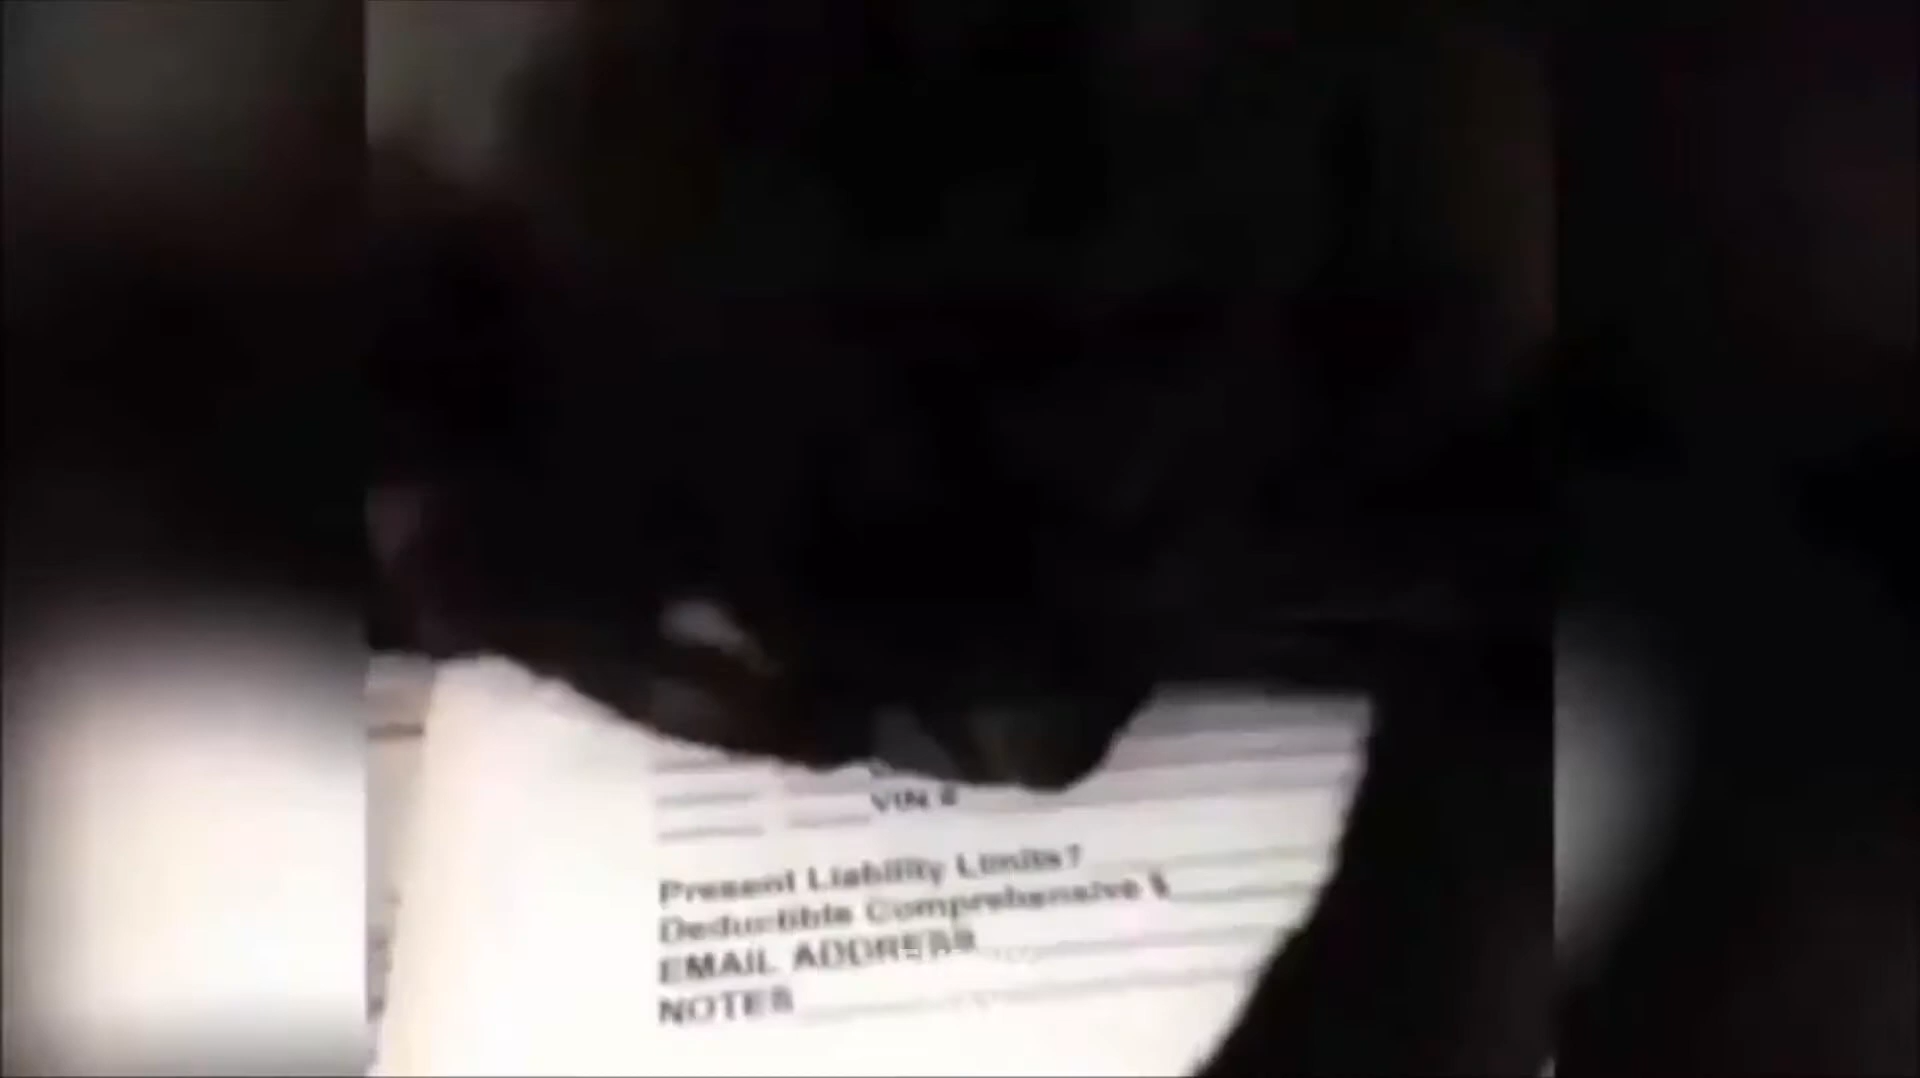 VIN #
Present Liability Limits?
Deductible Comprehensive $
EMAIL ADDRESS
NOTES